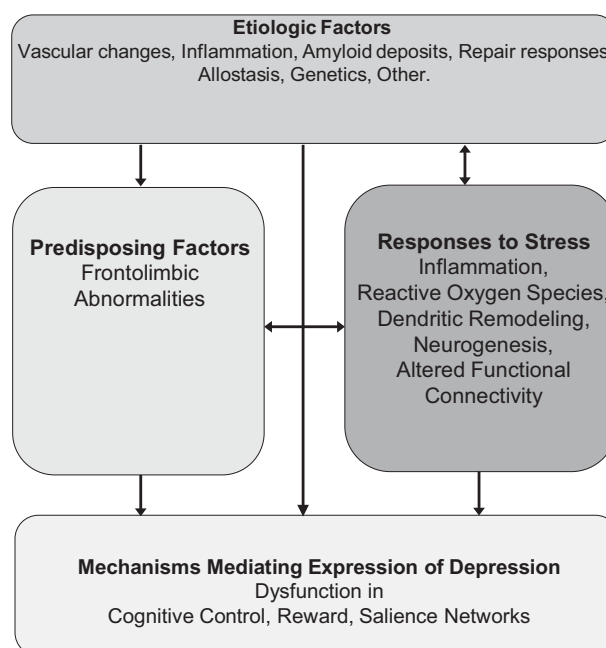 Etiologic Factors
Vascular changes, Inflammation, Amyloid deposits, Repair responses
Allostasis, Genetics, Other.
Predisposing Factors
Frontolimbic
Abnormalities
Responses to Stress
Inflammation,
Reactive Oxygen Species,
Dendritic Remodeling,
Neurogenesis,
Altered Functional
Connectivity
Mechanisms Mediating Expression of Depression
Dysfunction in
Cognitive Control, Reward, Salience Networks